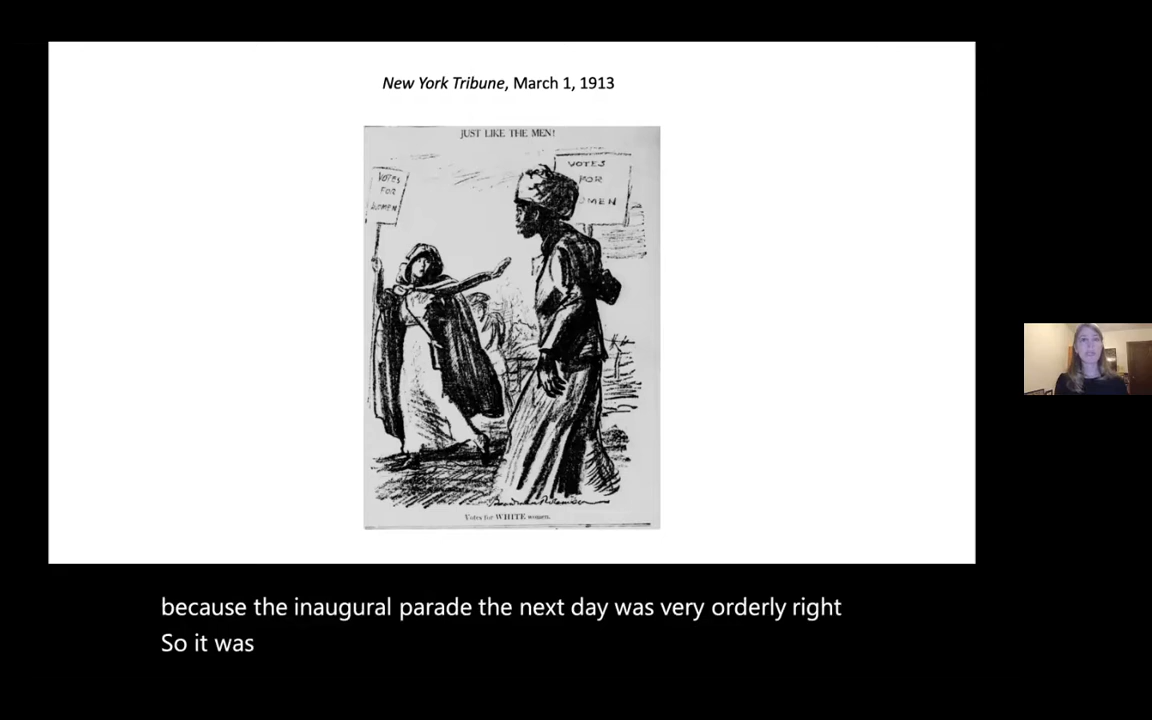 New York Tribune, March 1, 1913
JUST LIKE THE MEN!
VOTES
FOR
WOMEN
VOTES
FOR
OMEN
Votes for WHITE women.
because the inaugural parade the next day was very orderly right
So it was